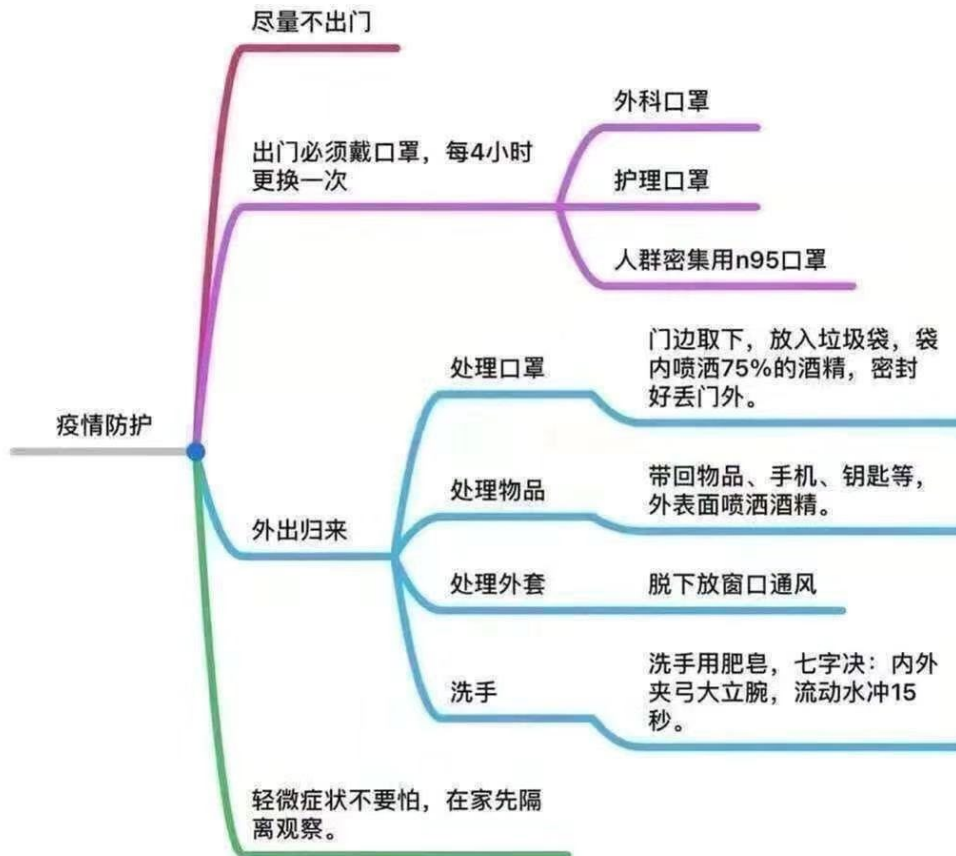 尽量不出门
外科口罩
出门必须戴口罩，每4小时
更换一次
护理口罩
人群密集用n95口罩
门边取下，放入垃圾袋，袋
内喷洒75%的酒精，密封
好丢门外。
处理口罩
疫情防护
带回物品、手机、钥匙等，
外表面喷洒酒精。
处理物品
外出归来
处理外套
脱下放窗口通风
洗手用肥皂，七字决：内外
夹弓大立腕，流动水冲15
秒。
洗手
轻微症状不要怕，在家先隔
离观察。